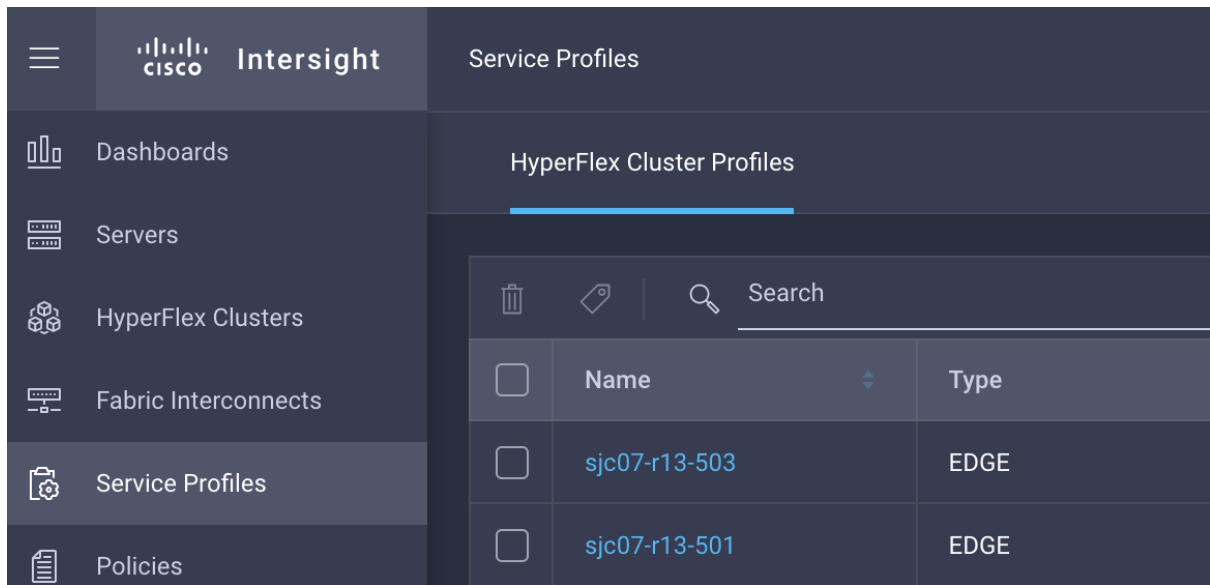 CISCO Intersight
Service Profiles
Dashboards
Servers
HyperFlex Clusters
Fabric Interconnects
Service Profiles
Policies
HyperFlex Cluster Profiles
Search
Name Type
sjc07-r13-503 EDGE
sjc07-r13-501 EDGE